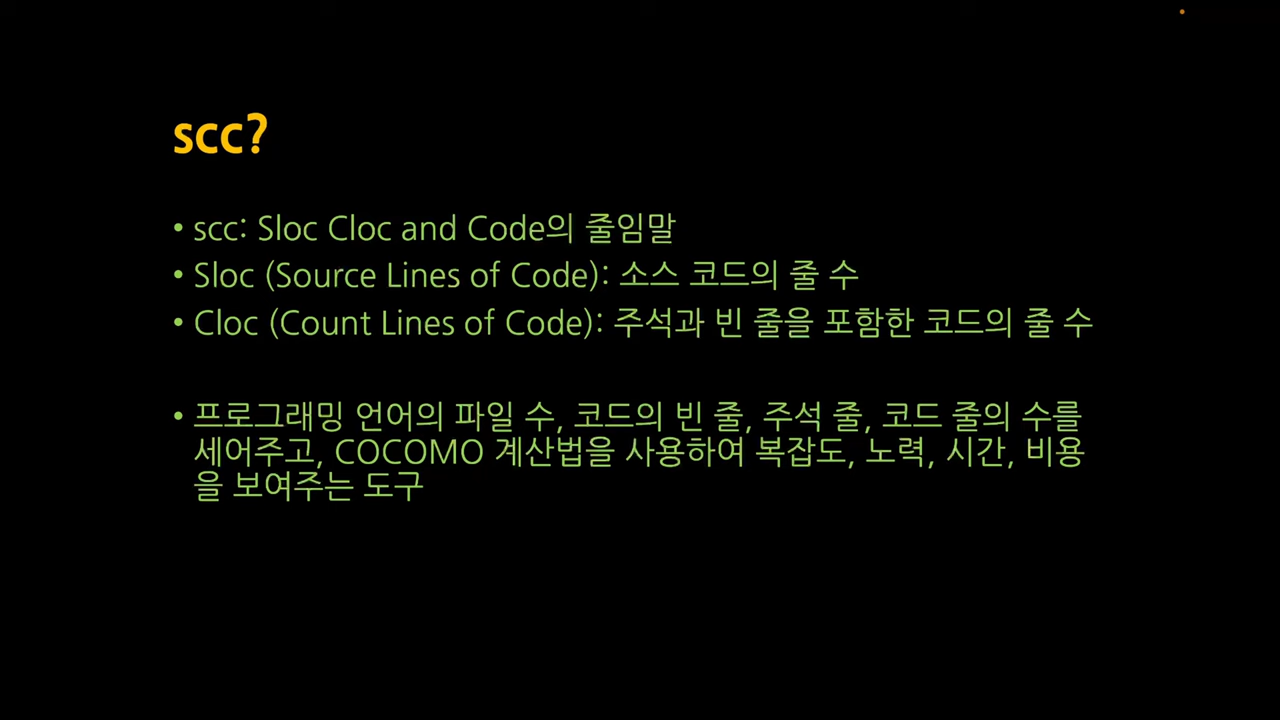 scc?
• scc: Sloc Cloc and Code의 줄임말
• Sloc (Source Lines of Code): 소스 코드의 줄 수
• Cloc (Count Lines of Code): 주석과 빈 줄을 포함한 코드의 줄 수
• 프로그래밍 언어의 파일 수, 코드의 빈 줄, 주석 줄, 코드 줄의 수를
세어주고, COCOMO 계산법을 사용하여 복잡도, 노력, 시간, 비용
을 보여주는 도구